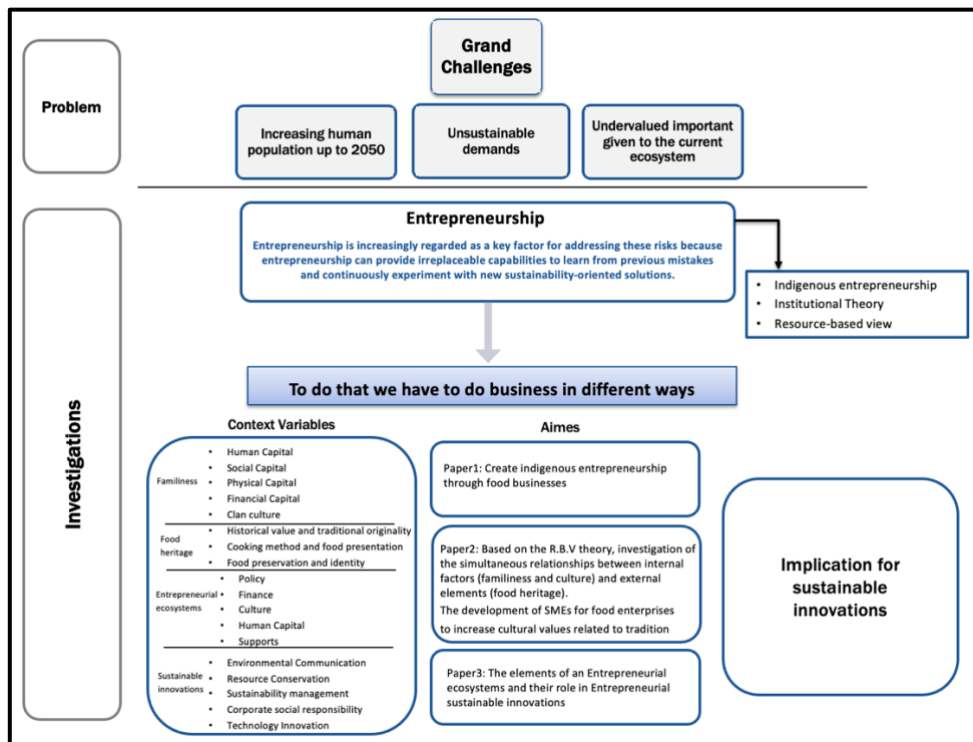 Grand
Challenges
Problem
Increasing human
population up to 2050
Unsustainable
demands
Undervalued important
given to the current
ecosystem
Investigations
Entrepreneurship
Entrepreneurship is increasingly regarded as a key factor for addressing these risks because
entrepreneurship can provide irreplaceable capabilities to learn from previous mistakes
and continuously experiment with new sustainability-oriented solutions.
• Indigenous entrepreneurship
• Institutional Theory
• Resource-based view
To do that we have to do business in different ways
Context Variables
Familiness
• Human Capital
• Social Capital
• Physical Capital
• Financial Capital
• Clan culture
Food
heritage
• Historical value and traditional originality
• Cooking method and food presentation
• Food preservation and identity
Entrepreneurial
ecosystems
• Policy
• Finance
• Culture
• Human Capital
• Supports
Sustainable
innovations
• Environmental Communication
• Resource Conservation
• Sustainability management
• Corporate social responsibility
• Technology Innovation
Aimes
Paper1: Create indigenous entrepreneurship
through food businesses
Paper2: Based on the R.B.V theory, investigation of
the simultaneous relationships between internal
factors (familiness and culture) and external
elements (food heritage).
The development of SMEs for food enterprises
to increase cultural values related to tradition
Paper3: The elements of an Entrepreneurial
ecosystems and their role in Entrepreneurial
sustainable innovations
Implication for
sustainable
innovations